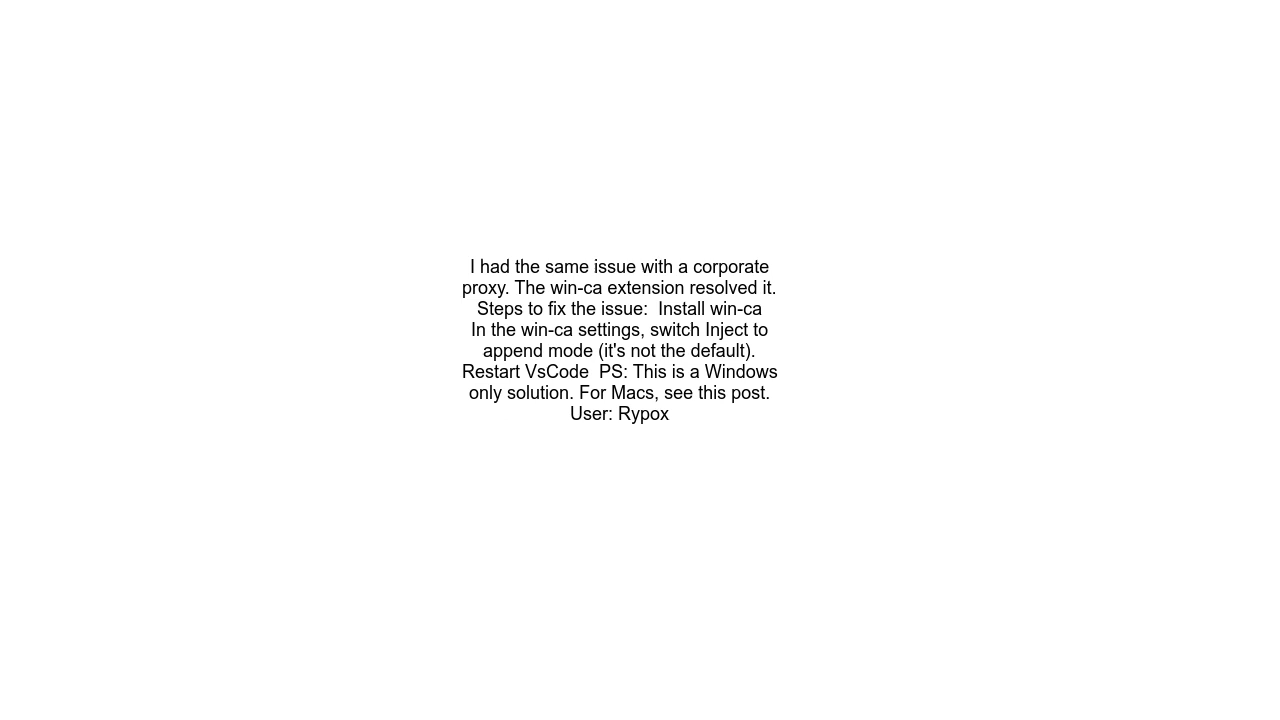 I had the same issue with a corporate
proxy. The win-ca extension resolved it.
Steps to fix the issue:  Install win-ca
In the win-ca settings, switch Inject to
append mode (it's not the default).
Restart VsCode  PS: This is a Windows
only solution. For Macs, see this post.
User: Rypox